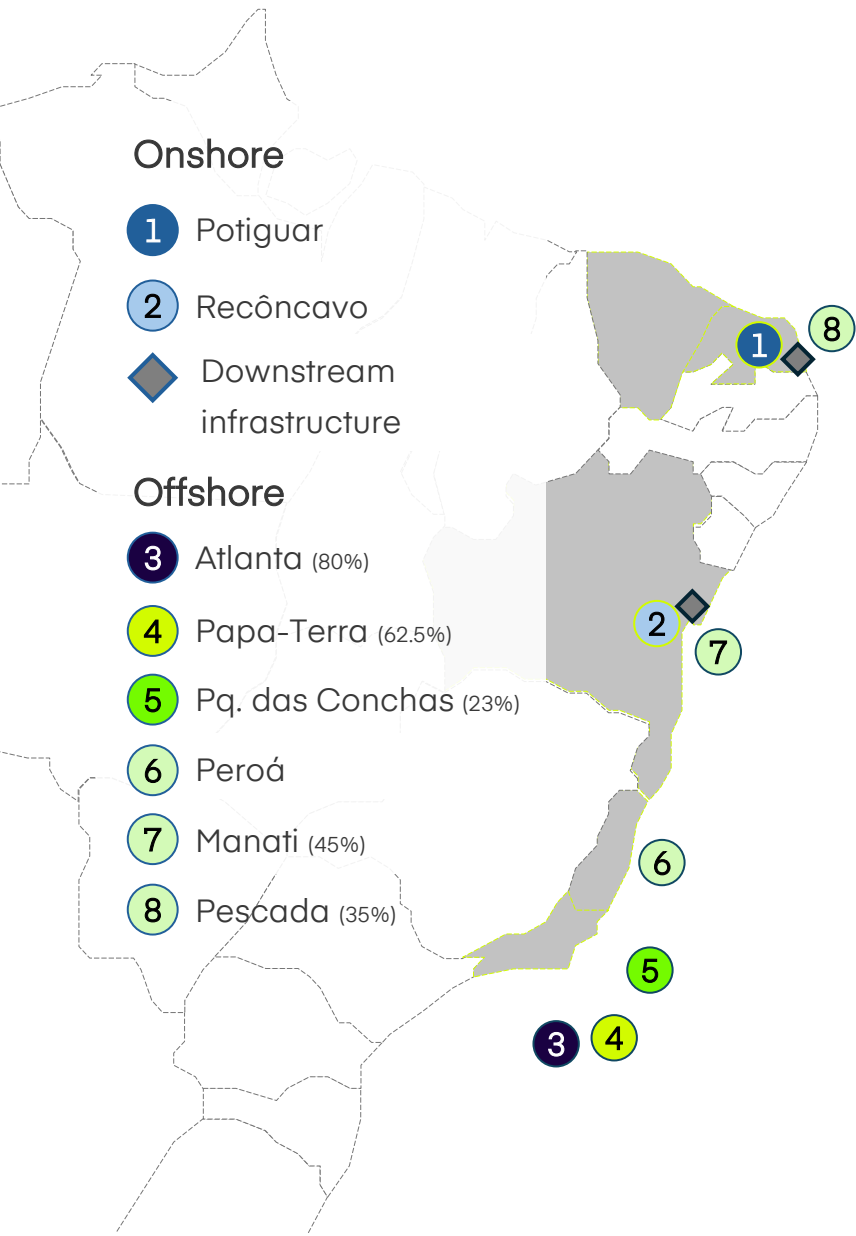 Onshore
1 Potiguar
2 Recôncavo
Downstream
infrastructure
Offshore
3 Atlanta (80%)
4 Papa-Terra (62.5%)
5 Pq. das Conchas (23%)
6 Peroá
7 Manati (45%)
8 Pescada (35%)
8
1
2
7
6
5
4
3